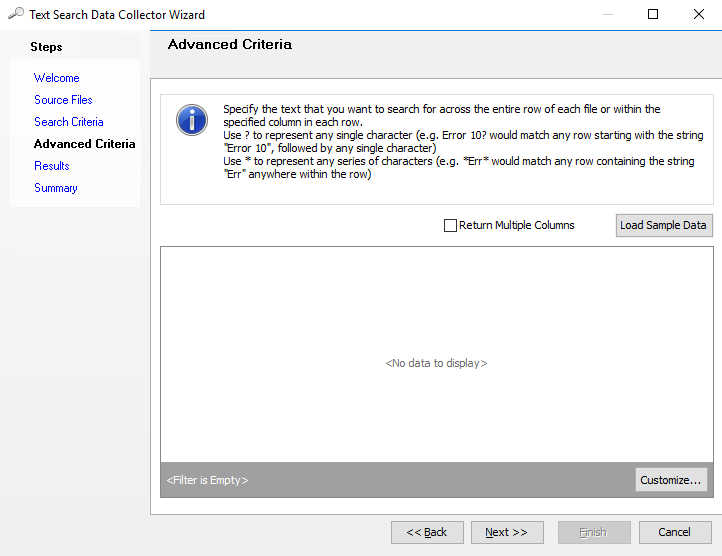 Text Search Data Collector Wizard
Steps
Welcome
Source Files
Search Criteria
Advanced Criteria
Results
Summary
Advanced Criteria
Specify the text that you want to search for across the entire row of each file or within the
specified column in each row.
Use ? to represent any single character (e.g. Error 10? would match any row starting with the string
"Error 10", followed by any single character)
Use * to represent any series of characters (e.g. *Err* would match any row containing the string
"Err" anywhere within the row)
Return Multiple Columns
Load Sample Data
<No data to display>
<Filter is Empty>
Customize...
<< Back
Next >>
Finish
Cancel